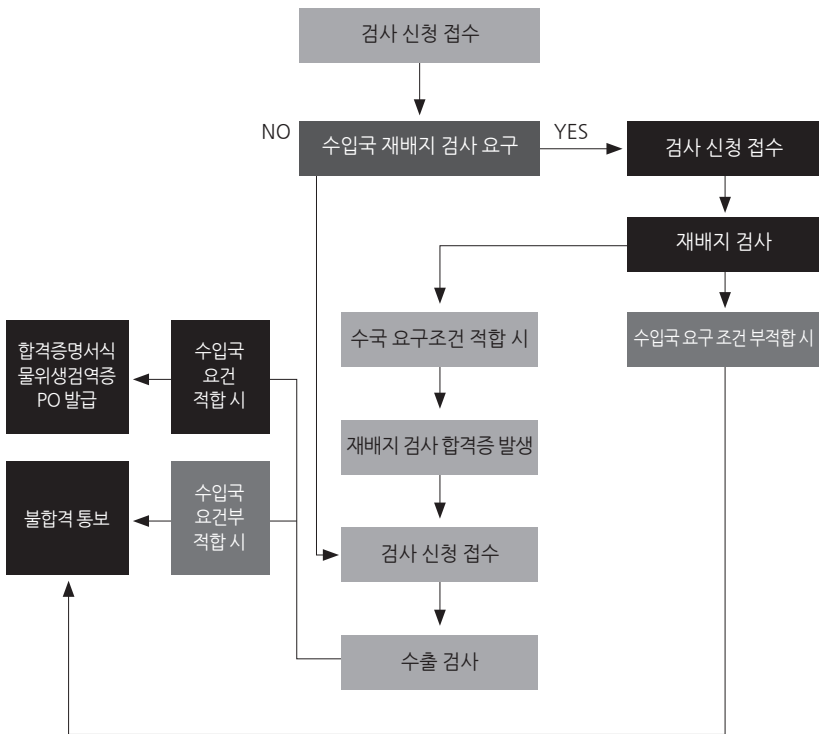 검사 신청 접수
NO
수입국 재배지 검사 요구
YES
검사 신청 접수
재배지 검사
수국 요구조건 적합 시
수입국 요구 조건 부적합 시
합격증명서식
물위생검역증
PO 발급
수입국
요건
적합 시
재배지 검사 합격증 발생
불합격 통보
수입국
요건부
적합 시
검사 신청 접수
수출 검사